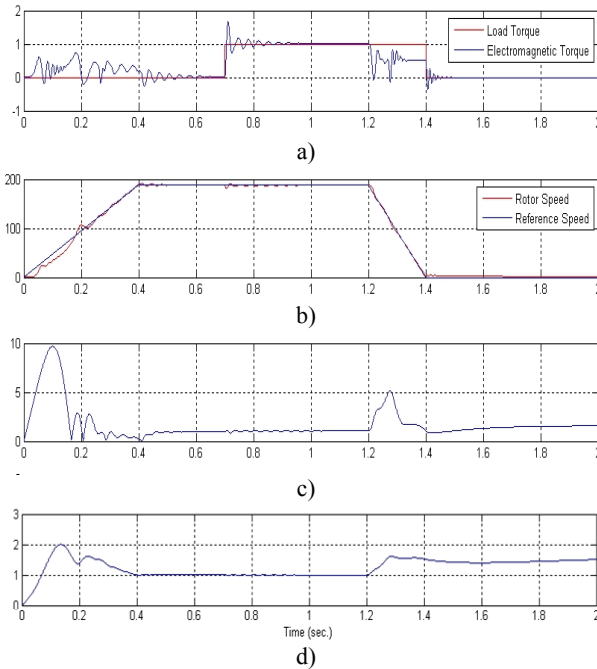 2
1
0
-1
0 0.2 0.4 0.6 0.8 1 1.2 1.4 1.6 1.8 2
Load Torque
Electromagnetic Torque
a)
200
100
0
0 0.2 0.4 0.6 0.8 1 1.2 1.4 1.6 1.8 2
Rotor Speed
Reference Speed
b)
10
5
0
0 0.2 0.4 0.6 0.8 1 1.2 1.4 1.6 1.8 2
-
c)
3
2
1
0
0 0.2 0.4 0.6 0.8 1 1.2 1.4 1.6 1.8 2
Time (sec.)
d)